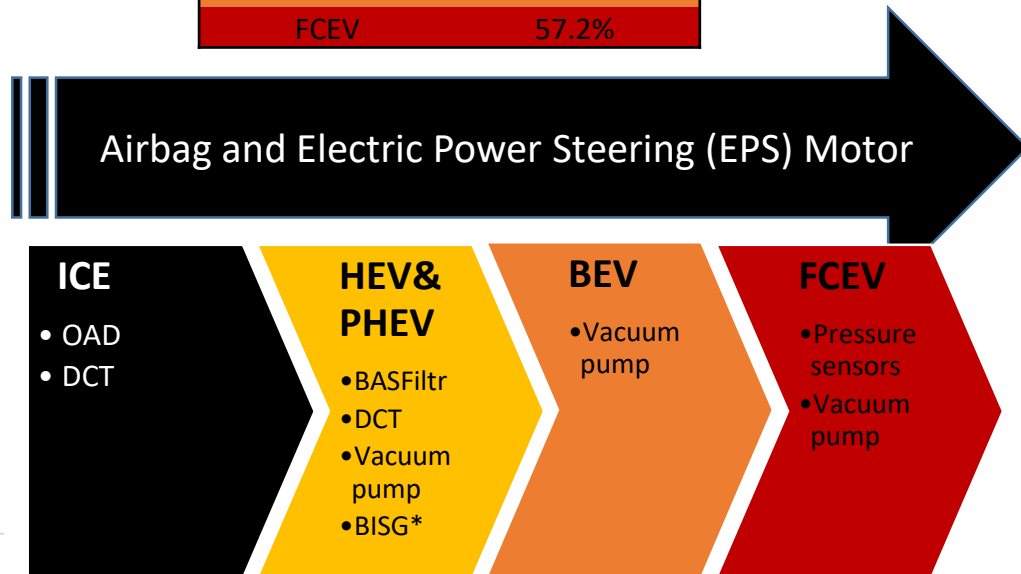 FCEV 57.2%
Airbag and Electric Power Steering (EPS) Motor
ICE
• OAD
• DCT
HEV&
PHEV
•BASFiltr
•DCT
•Vacuum
pump
•BISG*
BEV
•Vacuum
pump
FCEV
•Pressure
sensors
•Vacuum
pump